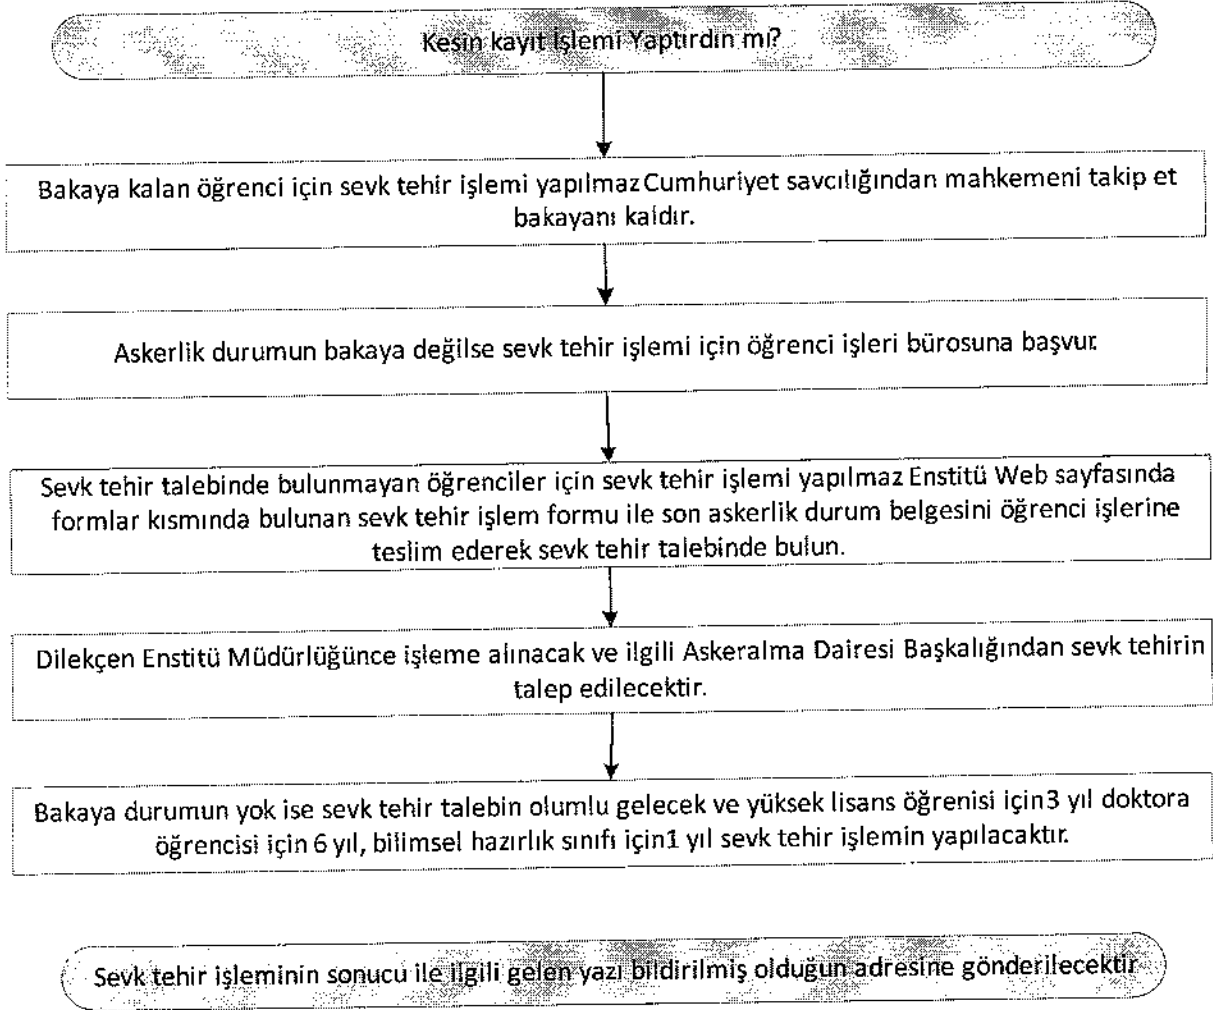 Kesin kayıt İşlemi Yaptırdın mı?
Bakaya kalan öğrenci için sevk tehir işlemi yapılmaz Cumhuriyet savcılığından mahkemeni takip et
bakayanı kaldır.
Askerlik durumun bakaya değilse sevk tehir işlemi için öğrenci işleri bürosuna başvur.
Sevk tehir talebinde bulunmayan öğrenciler için sevk tehir işlemi yapılmaz Enstitü Web sayfasında
formlar kısmında bulunan sevk tehir işlem formu ile son askerlik durum belgesini öğrenci işlerine
teslim ederek sevk tehir talebinde bulun.
Dilekçen Enstitü Müdürlüğünce işleme alınacak ve ilgili Askeralma Dairesi Başkalığından sevk tehirin
talep edilecektir.
Bakaya durumun yok ise sevk tehir talebin olumlu gelecek ve yüksek lisans öğrenisi için 3 yıl doktora
öğrencisi için 6 yıl, bilimsel hazırlık sınıfı için 1 yıl sevk tehir işlemin yapılacaktır.
Sevk tehir işleminin sonucu ile ilgili gelen yazı bildirilmiş olduğun adresine gönderilecektir